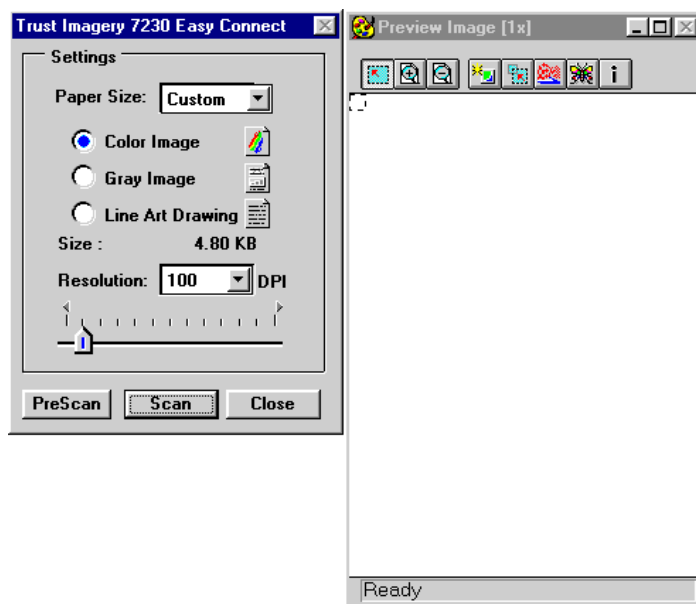 Trust Imagery 7230 Easy Connect
Settings
Paper Size: Custom
Color Image
Gray Image
Line Art Drawing
Size : 4.80 KB
Resolution: 100 DPI
PreScan Scan Close
Preview Image [1x]
i
Ready